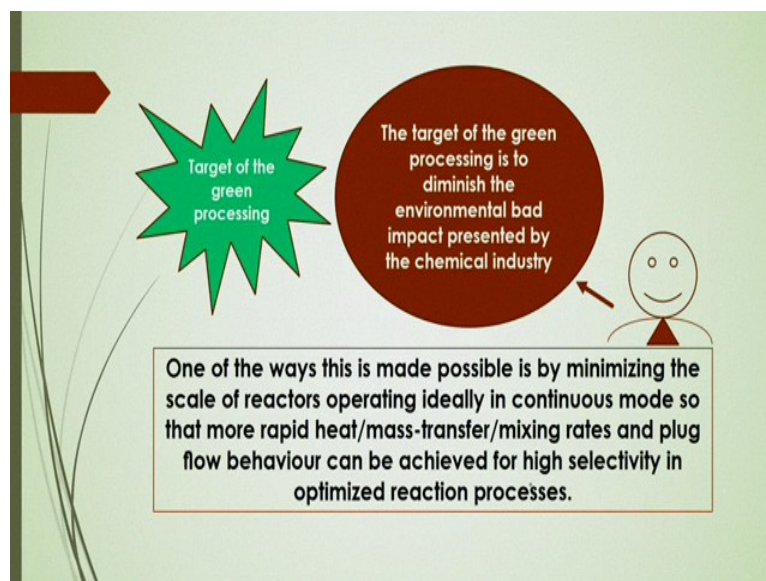 Target of the
green
processing
The target of the green
processing is to
diminish the
environmental bad
impact presented by
the chemical industry
One of the ways this is made possible is by minimizing the
scale of reactors operating ideally in continuous mode so
that more rapid heat/mass-transfer/mixing rates and plug
flow behaviour can be achieved for high selectivity in
optimized reaction processes.